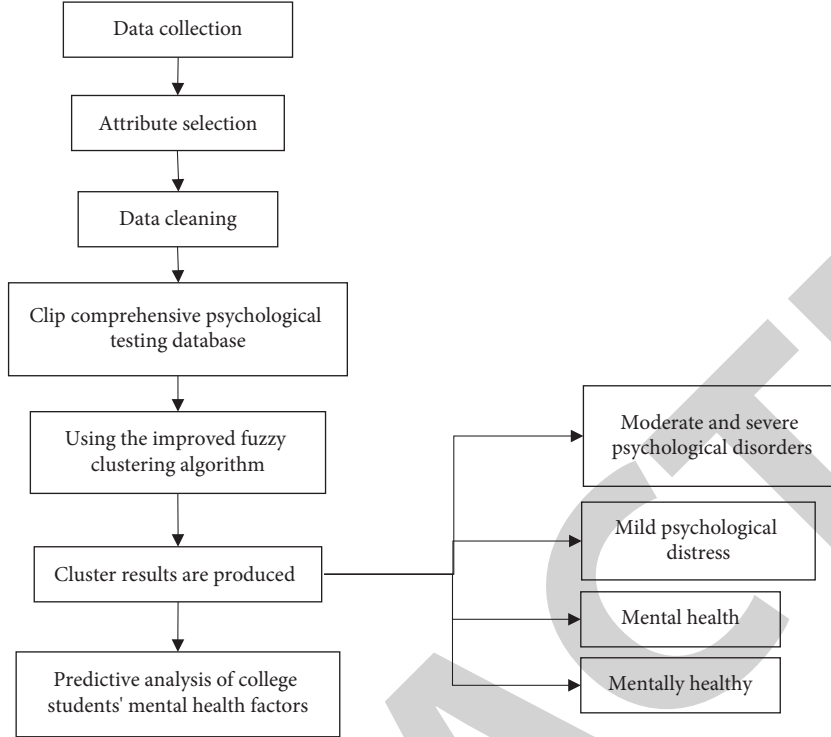 Data collection
Attribute selection
Data cleaning
Clip comprehensive psychological
testing database
Using the improved fuzzy
clustering algorithm
Cluster results are produced
Predictive analysis of college
students' mental health factors
Moderate and severe
psychological disorders
Mild psychological
distress
Mental health
Mentally healthy